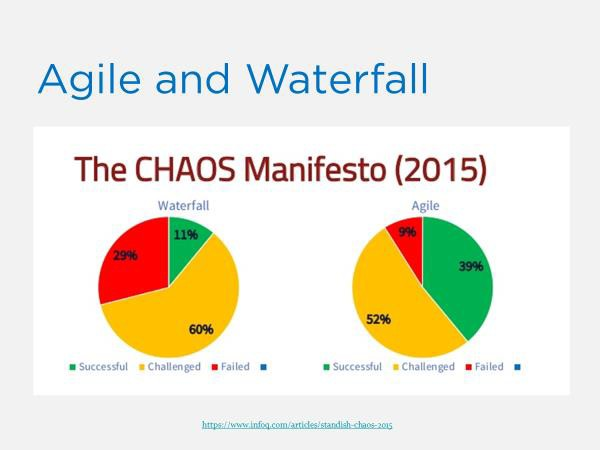 Agile and Waterfall
The CHAOS Manifesto (2015)
Waterfall
11%
29%
60%
Successful Challenged Failed
Agile
9%
39%
52%
Successful Challenged Failed
https://www.infoq.com/articles/standish-chaos-2015